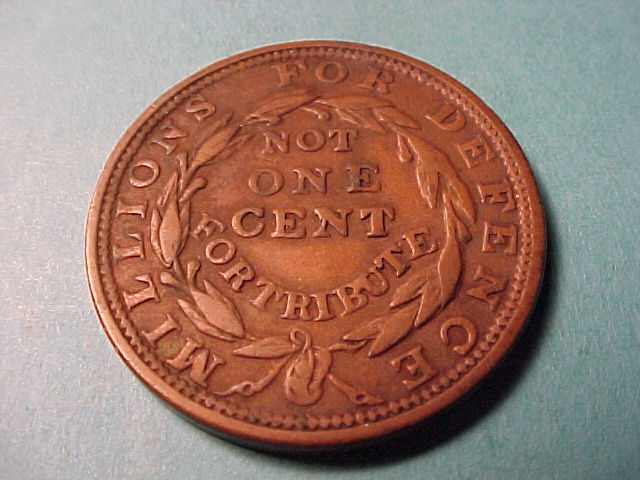 MILLIONS FOR DEFENCE
NOT
ONE
CENT
FOR TRIBUTE